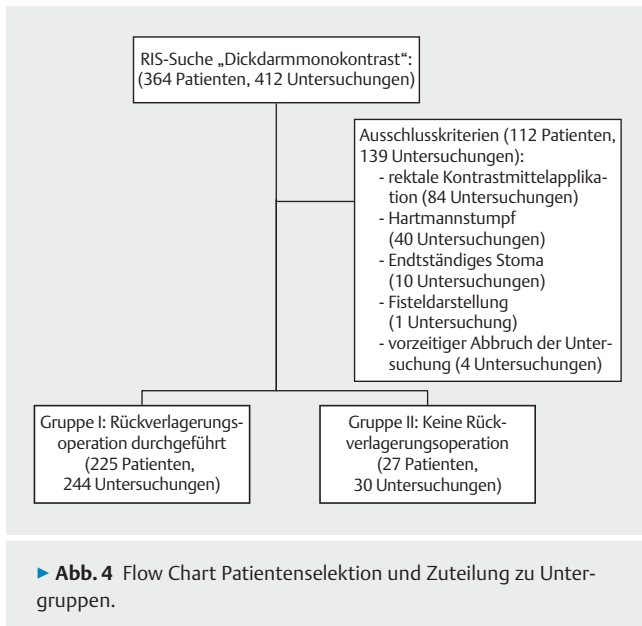 RIS-Suche „Dickdarmmonokontrast“:
(364 Patienten, 412 Untersuchungen)
Ausschlusskriterien (112 Patienten,
139 Untersuchungen):
- rektale Kontrastmittelapplika-
tion (84 Untersuchungen)
- Hartmannstumpf
(40 Untersuchungen)
- Endtständiges Stoma
(10 Untersuchungen)
- Fisteldarstellung
(1 Untersuchung)
- vorzeitiger Abbruch der Unter-
suchung (4 Untersuchungen)
Gruppe I: Rückverlagerungs-
operation durchgeführt
(225 Patienten,
244 Untersuchungen)
Gruppe II: Keine Rück-
verlagerungsoperation
(27 Patienten,
30 Untersuchungen)
► Abb. 4 Flow Chart Patientenselektion und Zuteilung zu Unter-
gruppen.